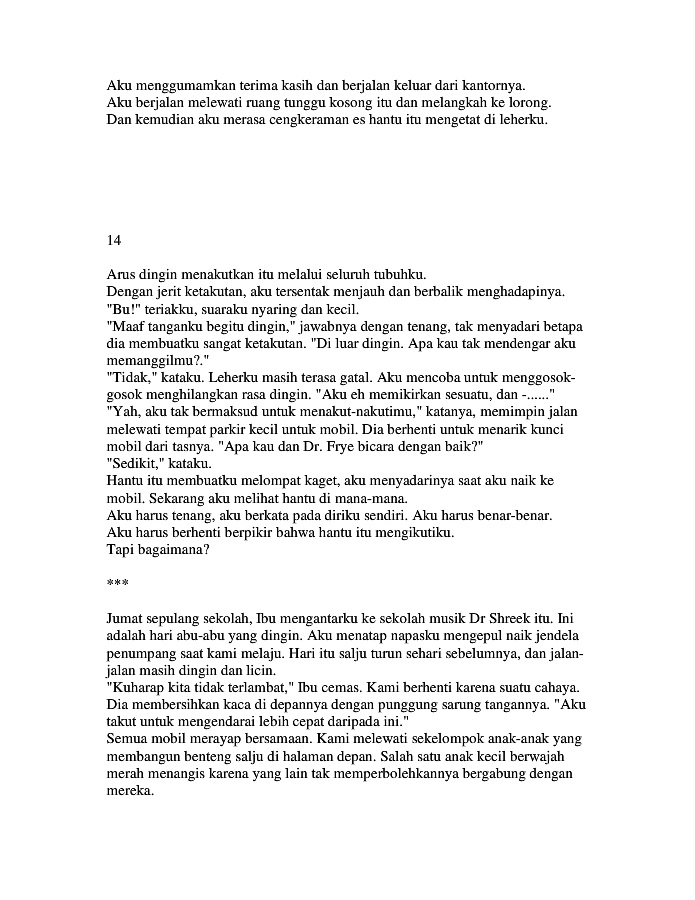 Aku menggumamkan terima kasih dan berjalan keluar dari kantornya.
Aku berjalan melewati ruang tunggu kosong itu dan melangkah ke lorong.
Dan kemudian aku merasa cengkeraman es hantu itu mengetat di leherku.
14
Arus dingin menakutkan itu melalui seluruh tubuhku.
Dengan jerit ketakutan, aku tersentak menjauh dan berbalik menghadapinya.
"Bu!" teriakku, suaraku nyaring dan kecil.
"Maaf tanganku begitu dingin," jawabnya dengan tenang, tak menyadari betapa
dia membuatku sangat ketakutan. "Di luar dingin. Apa kau tak mendengar aku
memanggilmu?."
"Tidak," kataku. Leherku masih terasa gatal. Aku mencoba untuk menggosok-
gosok menghilangkan rasa dingin. "Aku eh memikirkan sesuatu, dan -......"
"Yah, aku tak bermaksud untuk menakut-nakutimu," katanya, memimpin jalan
melewati tempat parkir kecil untuk mobil. Dia berhenti untuk menarik kunci
mobil dari tasnya. "Apa kau dan Dr. Frye bicara dengan baik?"
"Sedikit," kataku.
Hantu itu membuatku melompat kaget, aku menyadarinya saat aku naik ke
mobil. Sekarang aku melihat hantu di mana-mana.
Aku harus tenang, aku berkata pada diriku sendiri. Aku harus benar-benar.
Aku harus berhenti berpikir bahwa hantu itu mengikutiku.
Tapi bagaimana?
***
Jumat sepulang sekolah, Ibu mengantarku ke sekolah musik Dr Shreek itu. Ini
adalah hari abu-abu yang dingin. Aku menatap napasku mengepul naik jendela
penumpang saat kami melaju. Hari itu salju turun sehari sebelumnya, dan jalan-
jalan masih dingin dan licin.
"Kuharap kita tidak terlambat," Ibu cemas. Kami berhenti karena suatu cahaya.
Dia membersihkan kaca di depannya dengan punggung sarung tangannya. "Aku
takut untuk mengendarai lebih cepat daripada ini."
Semua mobil merayap bersamaan. Kami melewati sekelompok anak-anak yang
membangun benteng salju di halaman depan. Salah satu anak kecil berwajah
merah menangis karena yang lain tak memperbolehkannya bergabung dengan
mereka.